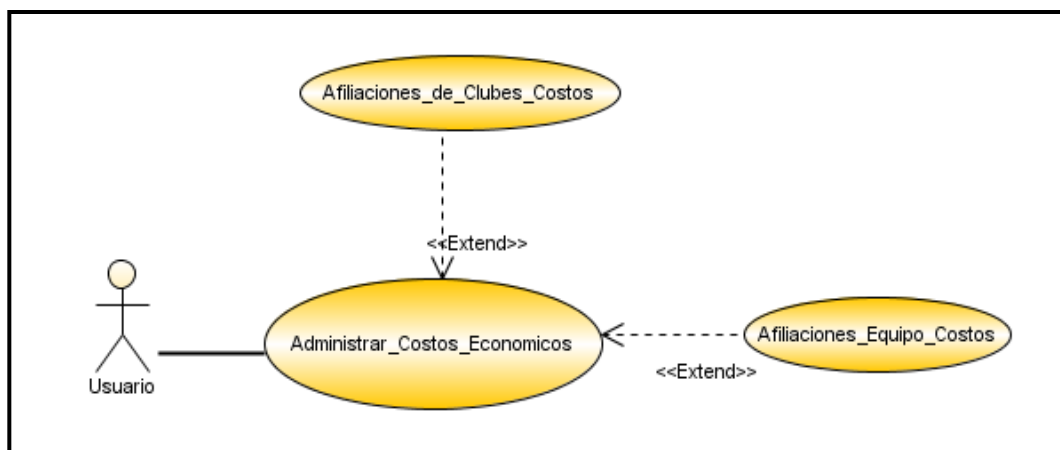 Afiliaciones_de_Clubes_Costos
<<Extend>>
Administrar_Costos_Economicos
Afiliaciones_Equipo_Costos
<<Extend>>
Usuario